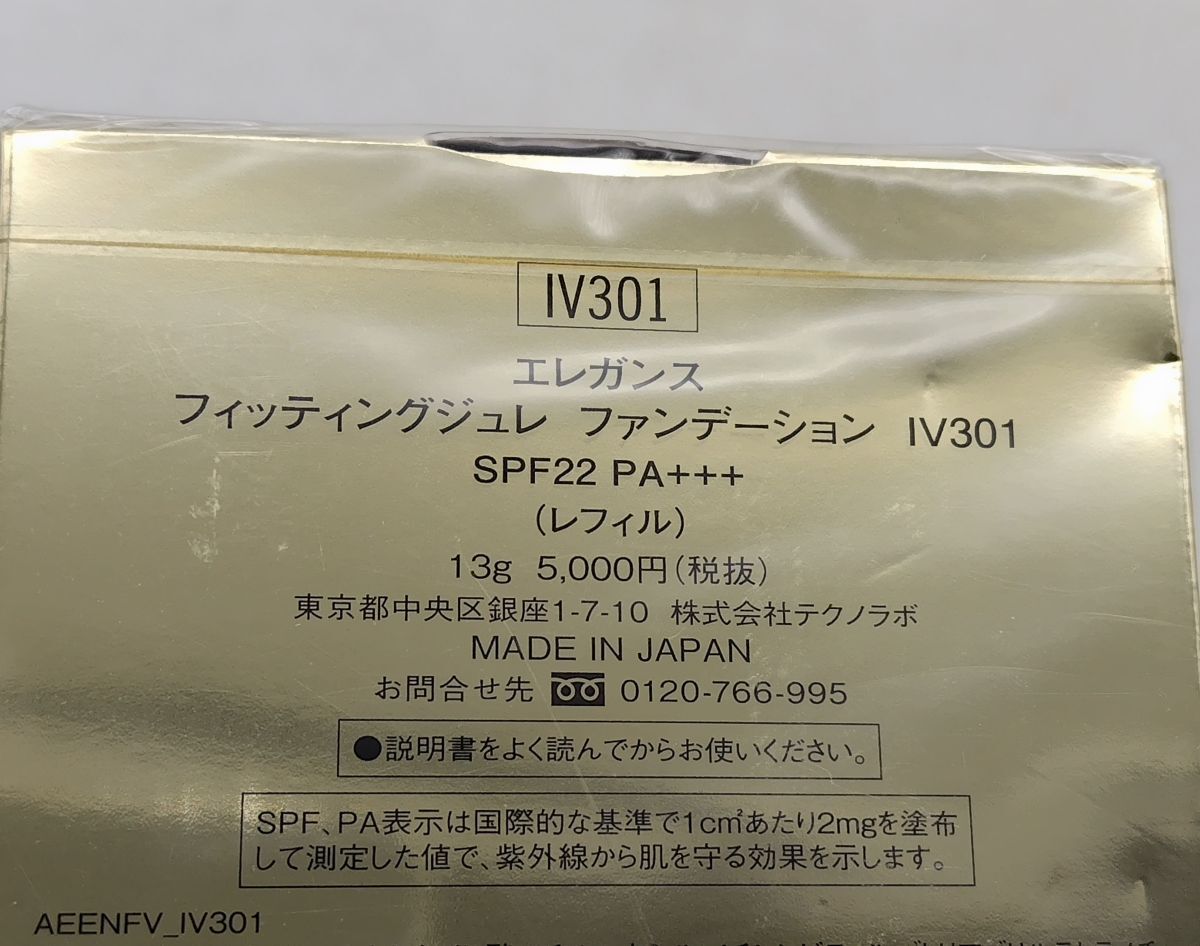 IV301
エレガンス
フィッティングジュレ ファンデーション IV301
SPF22 PA+++
(レフィル)
13g 5,000円(税抜)
東京都中央区銀座1-7-10 株式会社テクノラボ
MADE IN JAPAN
お問合せ先 0120-766-995
●説明書をよく読んでからお使いください。
SPF、PA表示は国際的な基準で1c㎡あたり2mgを塗布
して測定した値で、紫外線から肌を守る効果を示します。
AEENFV_IV301